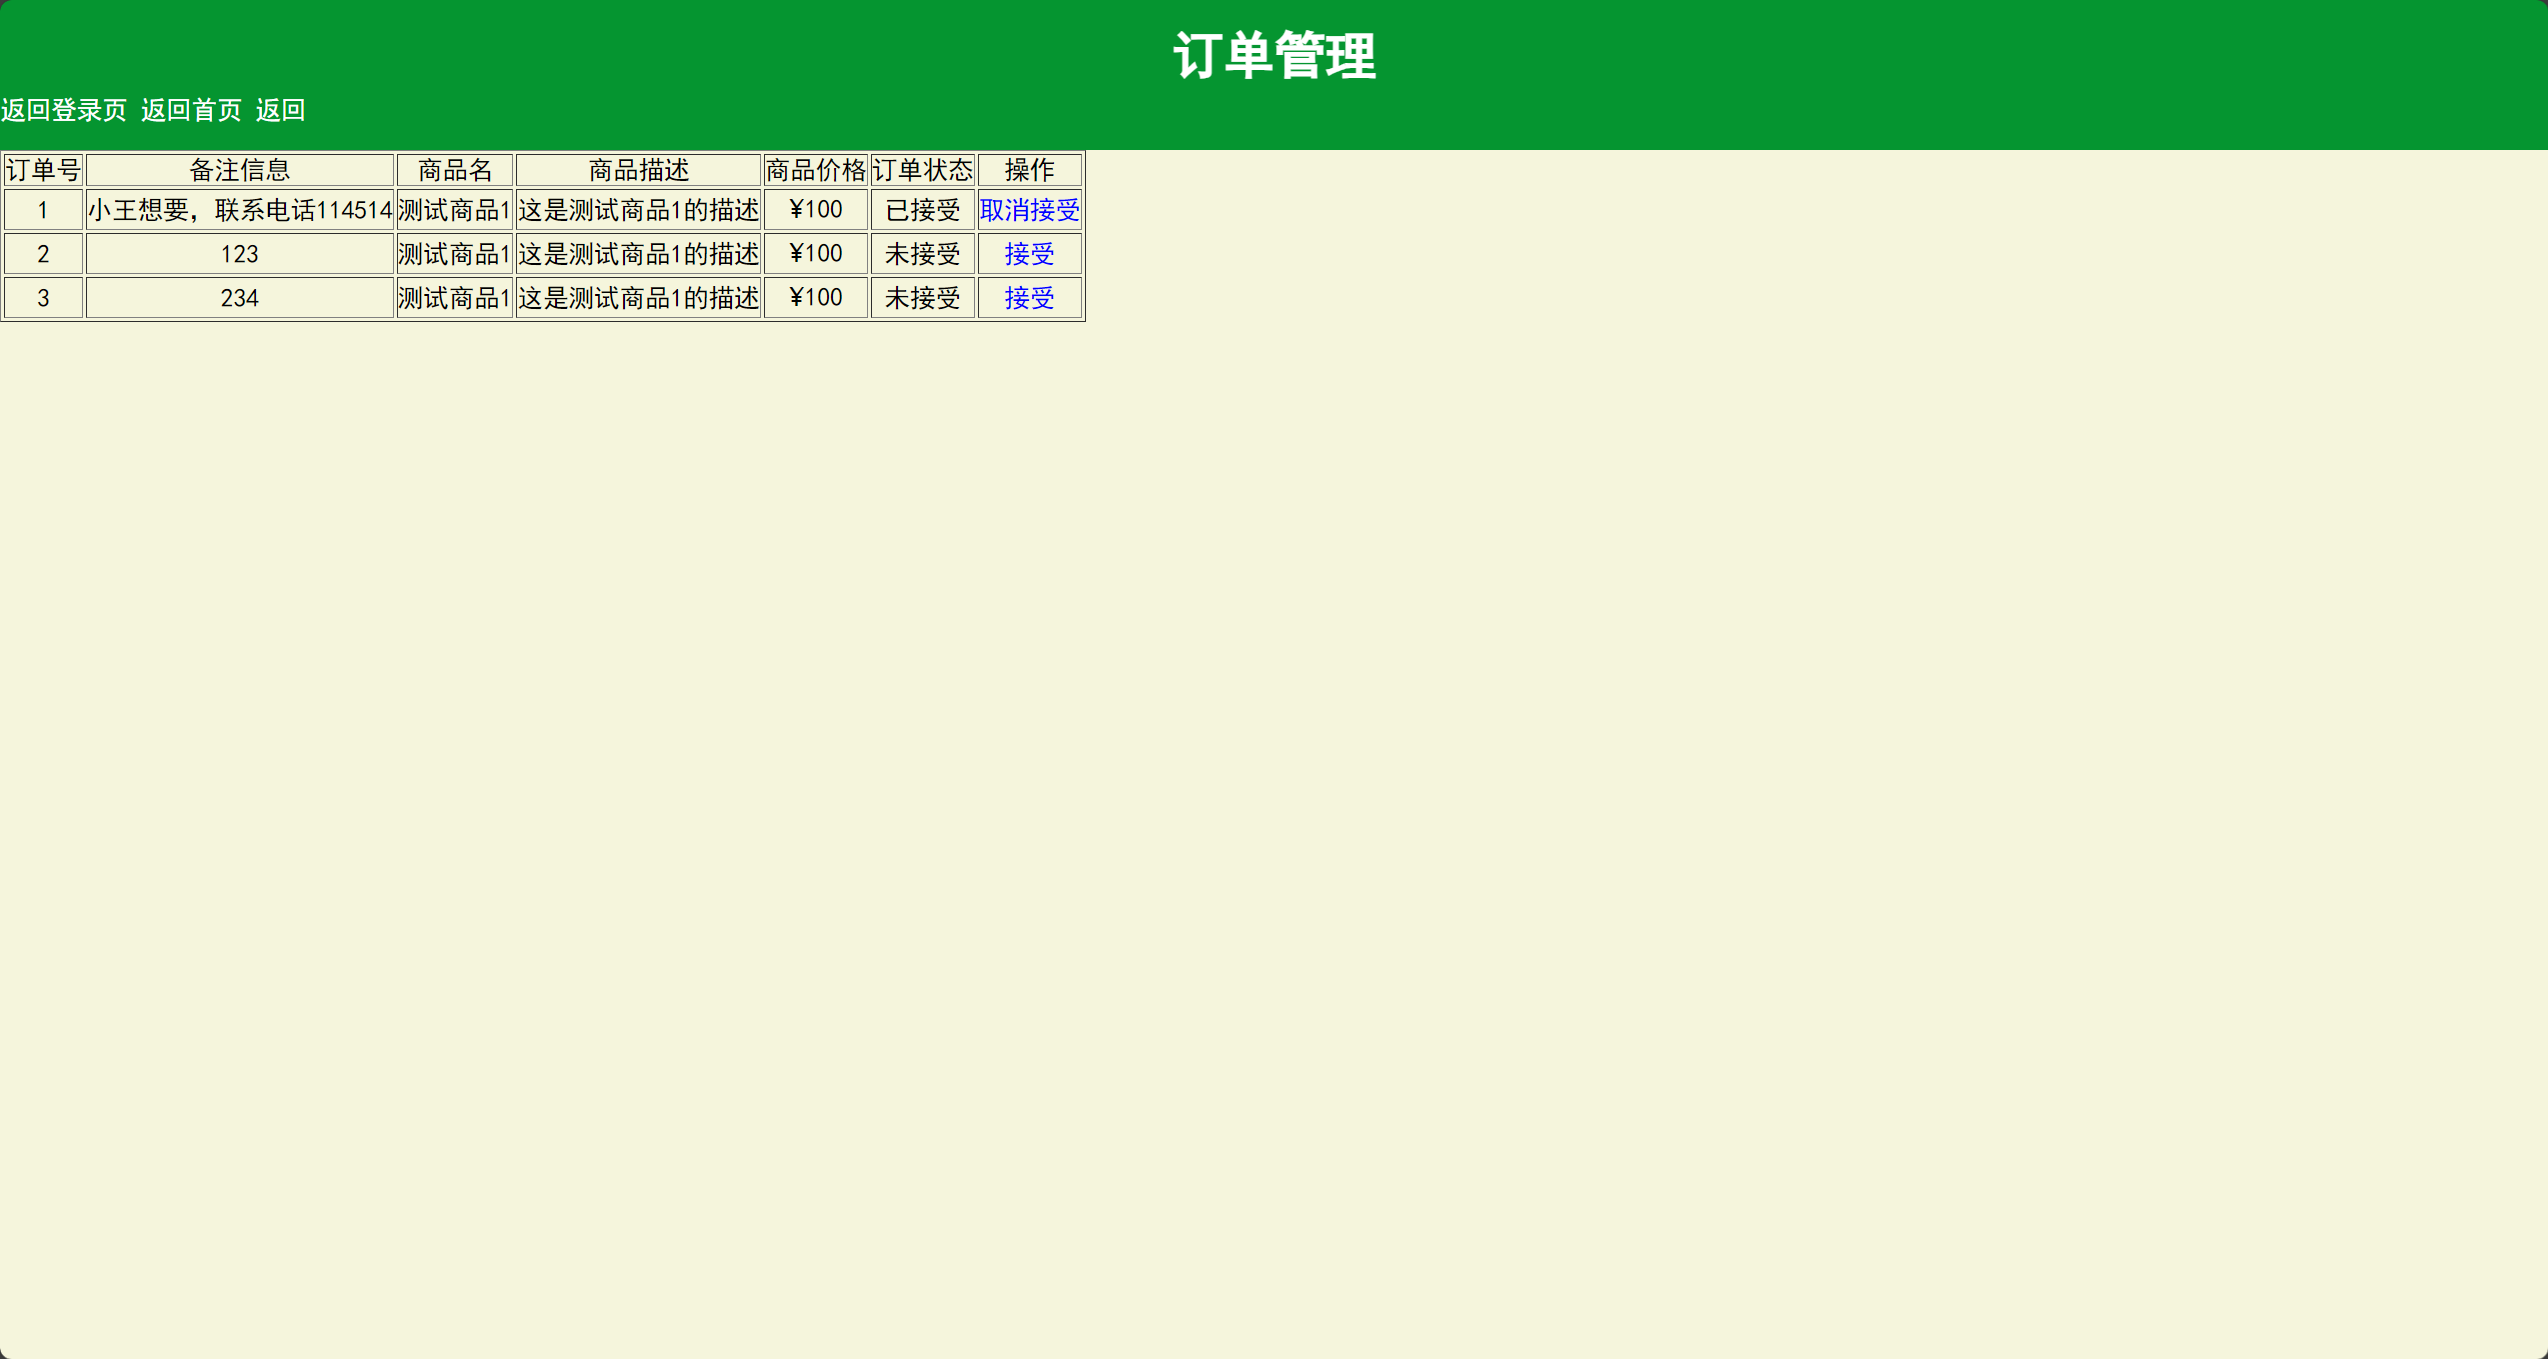 订单管理
返回登录页 返回首页 返回
订单号 备注信息 商品名 商品描述 商品价格 订单状态 操作
1 小王想要，联系电话114514 测试商品1 这是测试商品1的描述 ¥100 已接受 取消接受
2 123 测试商品1 这是测试商品1的描述 ¥100 未接受 接受
3 234 测试商品1 这是测试商品1的描述 ¥100 未接受 接受